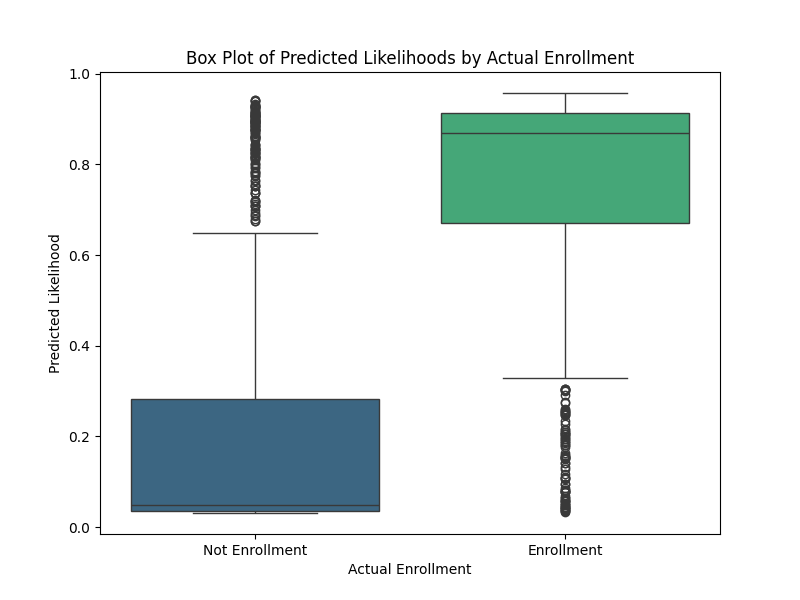 Box Plot of Predicted Likelihoods by Actual Enrollment
Predicted Likelihood
1.0
0.8
0.6
0.4
0.2
0.0
Not Enrollment
Enrollment
Actual Enrollment